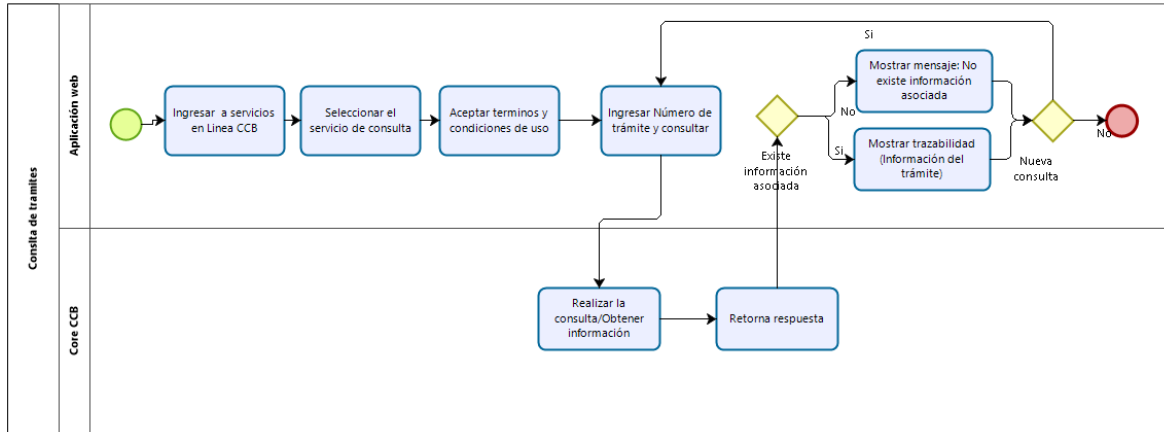 Conslta de tramites
Aplicación web
Ingresar a servicios
en Linea CCB
Seleccionar el
servicio de consulta
Aceptar terminos y
condiciones de uso
Ingresar Número de
trámite y consultar
Existe
información
asociada
No
Si
Mostrar mensaje: No
existe información
asociada
Mostrar trazabilidad
(Información del
trámite)
Si
Nueva
consulta
No
Core CCB
Realizar la
consulta/Obtener
información
Retorna respuesta